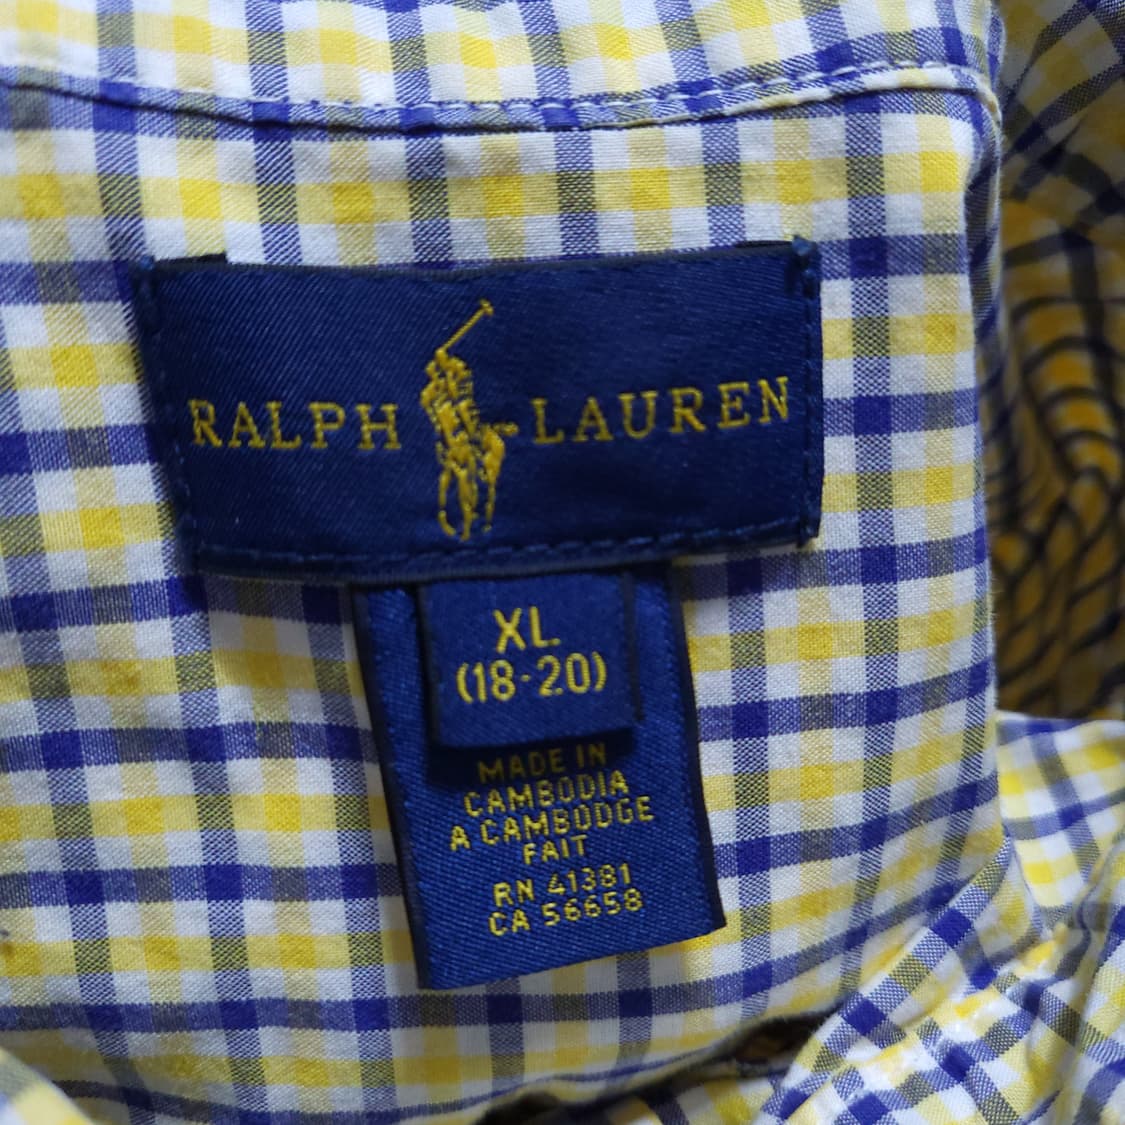 RALPH LAUREN
XL
(18-20)
MADE IN
CAMBODIA
A CAMBODGE
FAIT
RN 41381
CA 56658